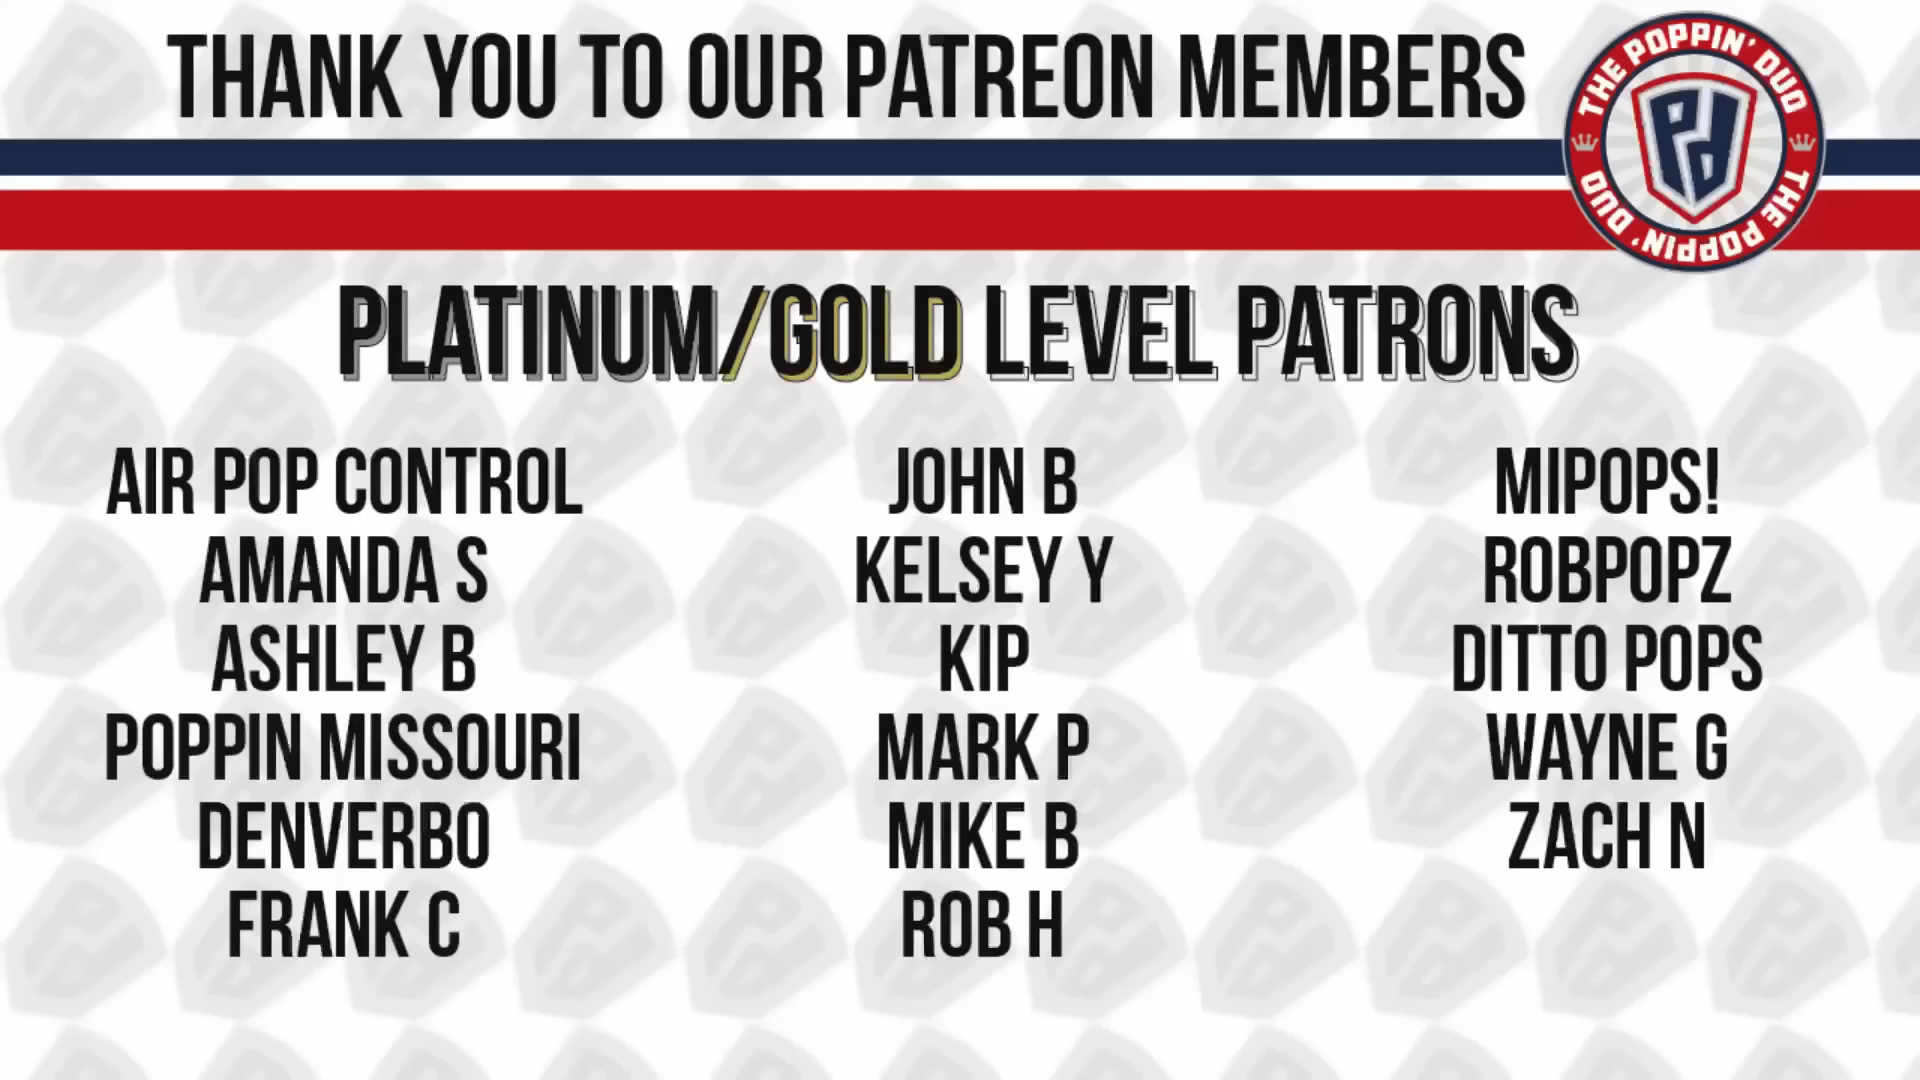 THANK YOU TO OUR PATREON MEMBERS
THE POPPIN' DUO
THE POPPIN' DUO
PD
PLATINUM/GOLD LEVEL PATRONS
AIR POP CONTROL
AMANDA S
ASHLEY B
POPPIN MISSOURI
DENVERBO
FRANK C
JOHN B
KELSEY Y
KIP
MARK P
MIKE B
ROB H
MIPOPS!
ROBPOPZ
DITTO POPS
WAYNE G
ZACH N